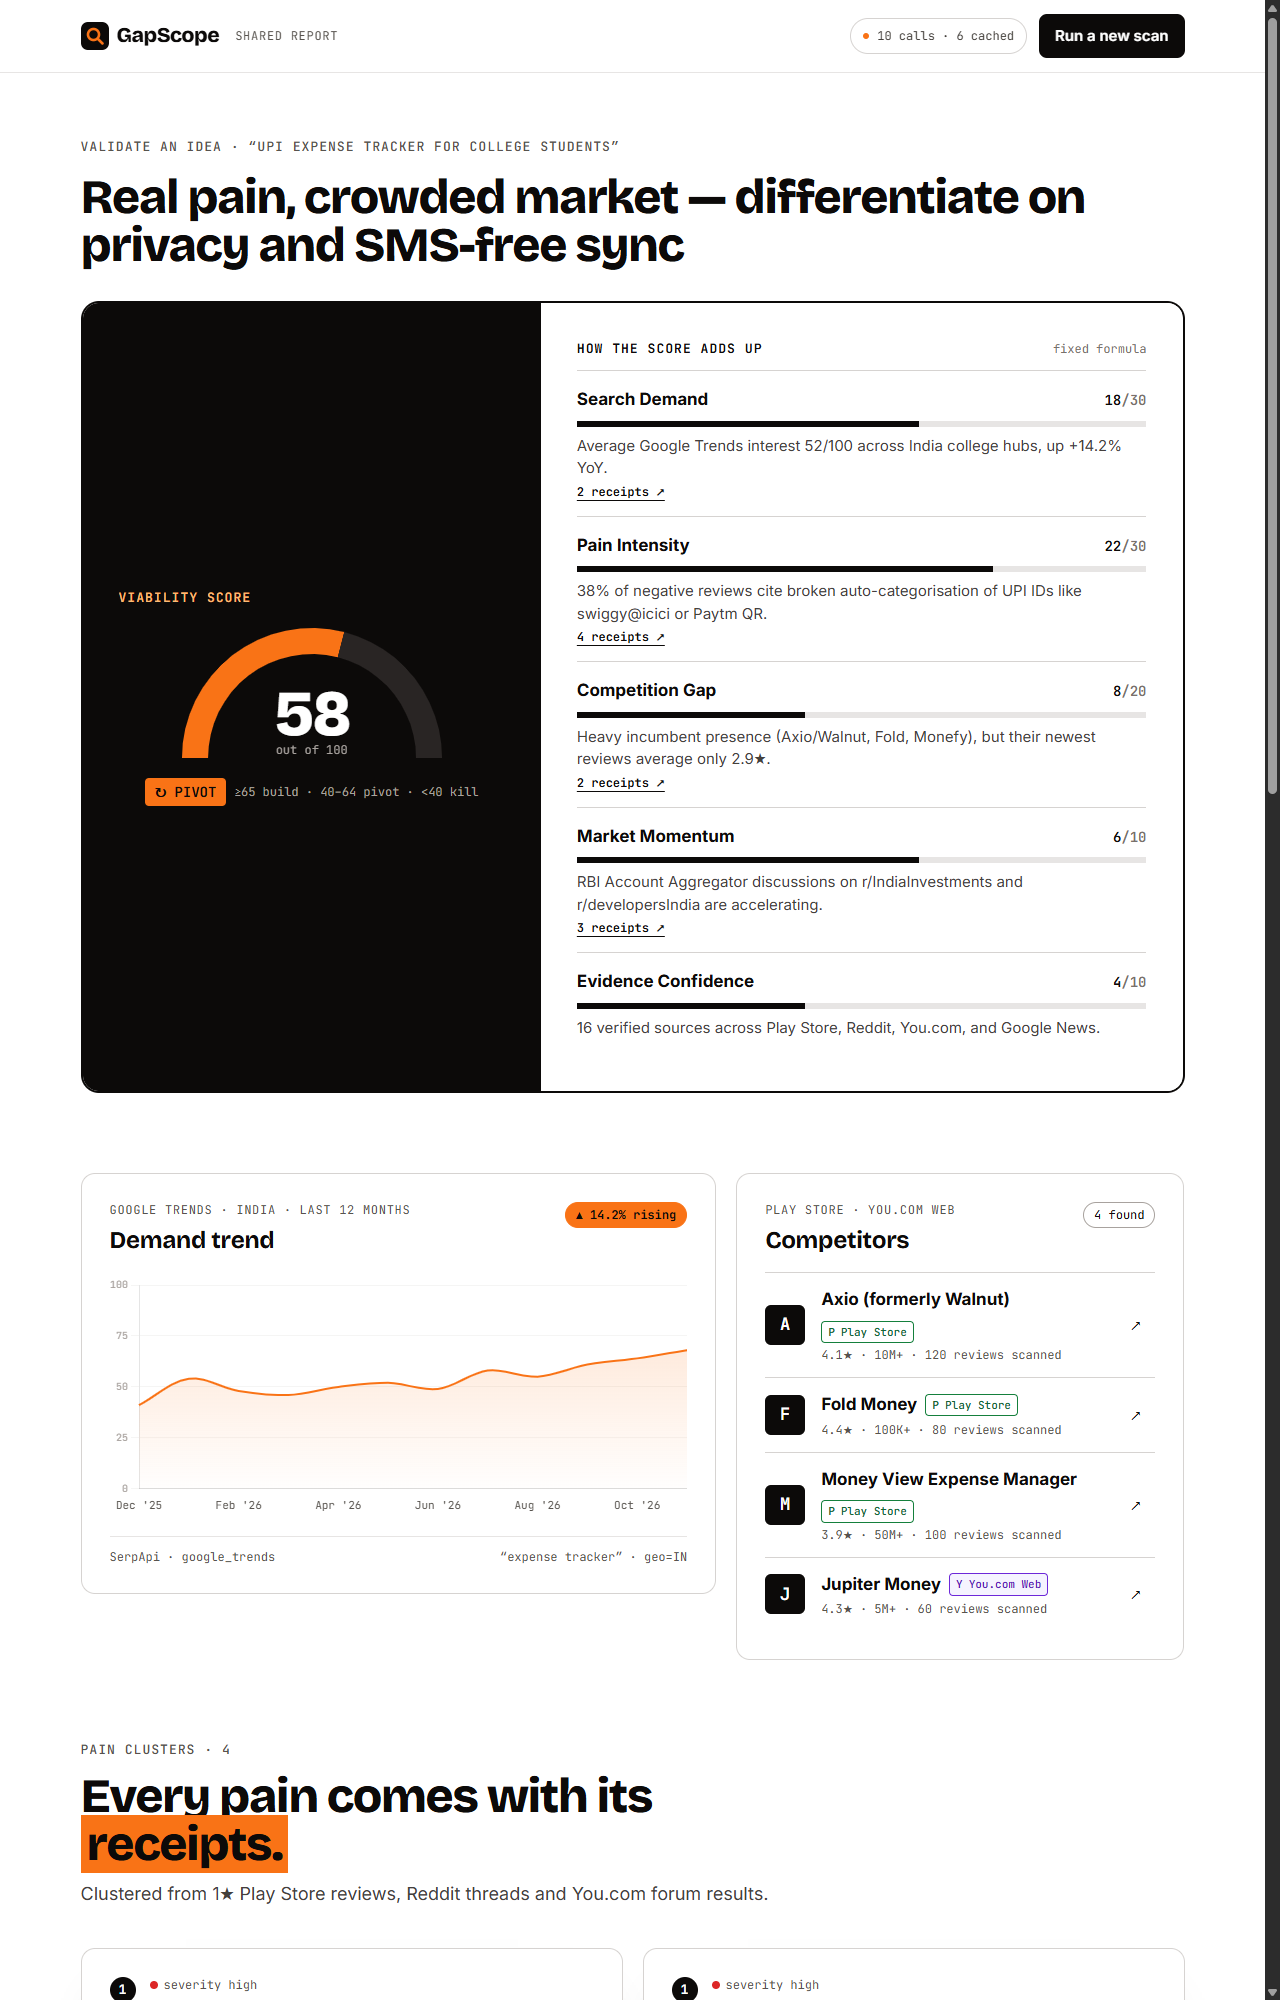 GapScope SHARED REPORT
10 calls · 6 cached
Run a new scan
VALIDATE AN IDEA · “UPI EXPENSE TRACKER FOR COLLEGE STUDENTS”
Real pain, crowded market — differentiate on
privacy and SMS-free sync
VIABILITY SCORE
58
out of 100
↻ PIVOT ≥65 build · 40–64 pivot · <40 kill
HOW THE SCORE ADDS UP fixed formula
Search Demand 18/30
Average Google Trends interest 52/100 across India college hubs, up +14.2%
YoY.
2 receipts ↗
Pain Intensity 22/30
38% of negative reviews cite broken auto-categorisation of UPI IDs like
swiggy@icici or Paytm QR.
4 receipts ↗
Competition Gap 8/20
Heavy incumbent presence (Axio/Walnut, Fold, Monefy), but their newest
reviews average only 2.9★.
2 receipts ↗
Market Momentum 6/10
RBI Account Aggregator discussions on r/IndiaInvestments and
r/developersIndia are accelerating.
3 receipts ↗
Evidence Confidence 4/10
16 verified sources across Play Store, Reddit, You.com, and Google News.
GOOGLE TRENDS · INDIA · LAST 12 MONTHS
Demand trend
▲ 14.2% rising
100
75
50
25
0
Dec '25 Feb '26 Apr '26 Jun '26 Aug '26 Oct '26
SerpApi · google_trends “expense tracker” · geo=IN
PLAY STORE · YOU.COM WEB
Competitors
4 found
A
Axio (formerly Walnut)
P Play Store
4.1★ · 10M+ · 120 reviews scanned
↗
F
Fold Money P Play Store
4.4★ · 100K+ · 80 reviews scanned
↗
M
Money View Expense Manager
P Play Store
3.9★ · 50M+ · 100 reviews scanned
↗
J
Jupiter Money Y You.com Web
4.3★ · 5M+ · 60 reviews scanned
↗
PAIN CLUSTERS · 4
Every pain comes with its
receipts.
Clustered from 1★ Play Store reviews, Reddit threads and You.com forum results.
1 severity high
1 severity high